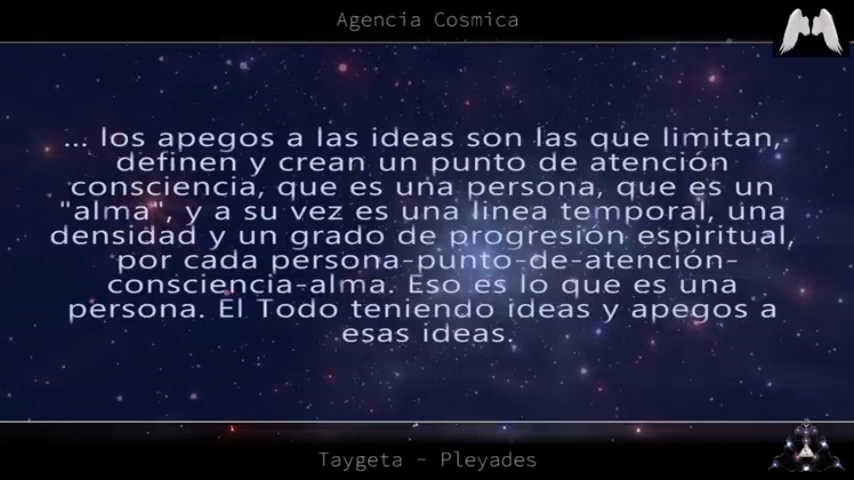 Agencia Cosmica
... los apegos a las ideas son las que limitan,
definen y crean un punto de atención
consciencia, que es una persona, que es un
"alma", y a su vez es una linea temporal, una
densidad y un grado de progresión espiritual,
por cada persona-punto-de-atención-
consciencia-alma. Eso es lo que es una
persona. El Todo teniendo ideas y apegos a
esas ideas.
Taygeta - Pleyades